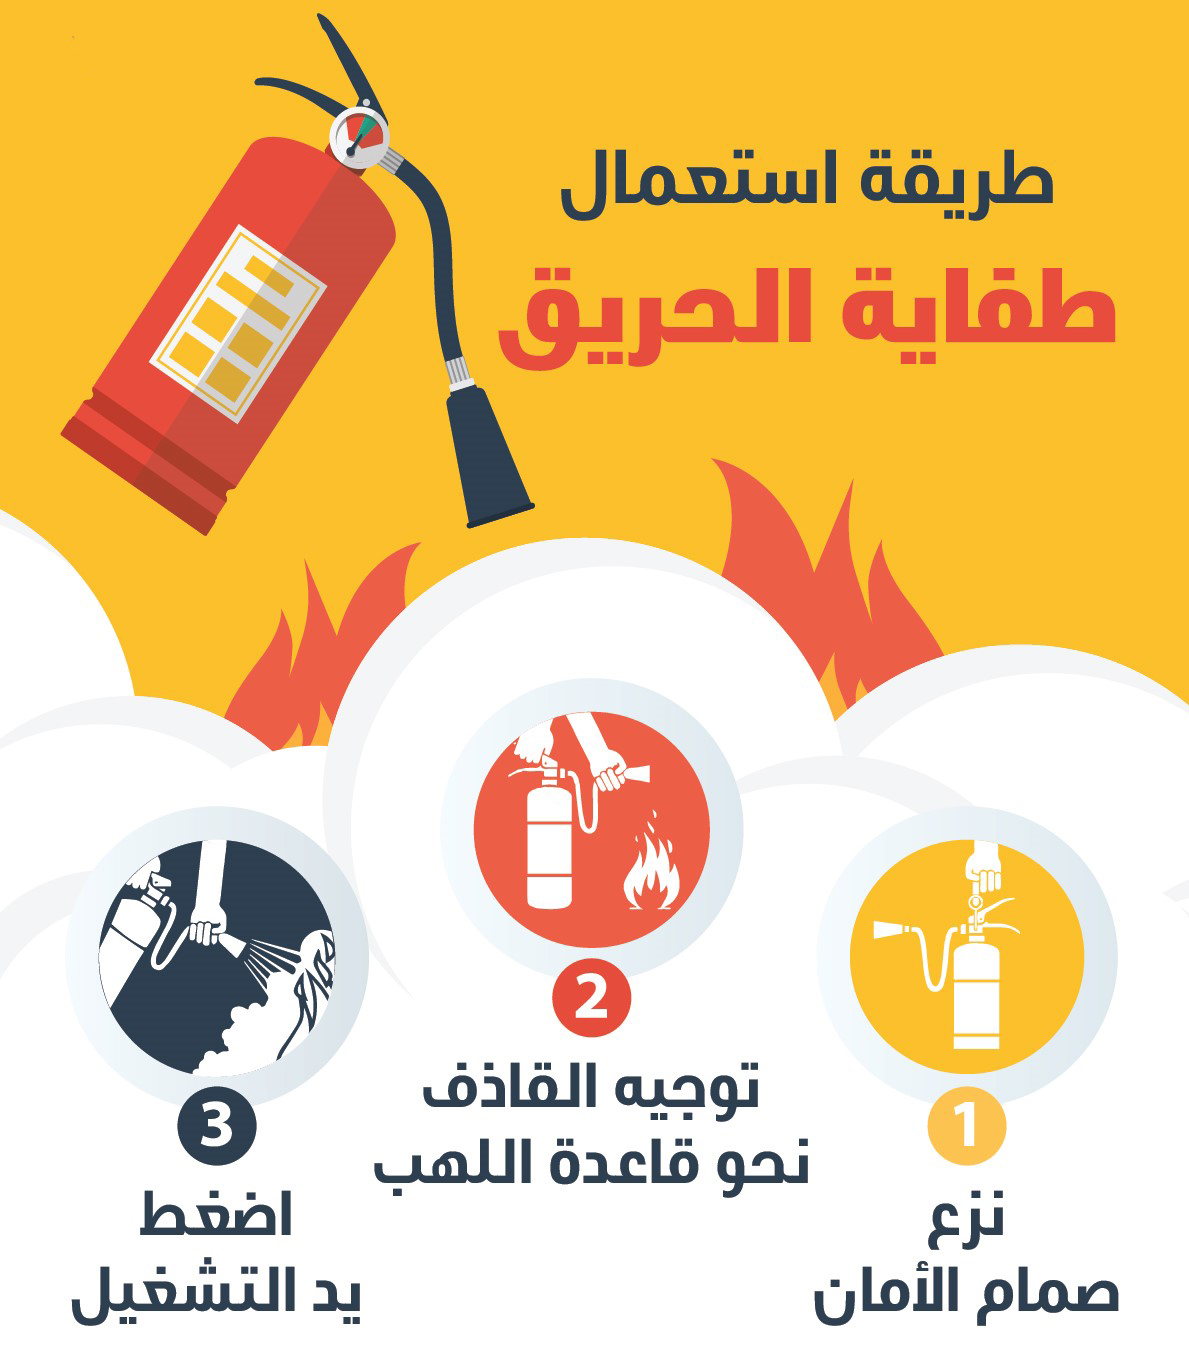 طريقة استعمال
طفاية الحريق
1
نزع
صمام الأمان
2
توجيه القاذف
نحو قاعدة اللهب
3
اضغط
يد التشغيل